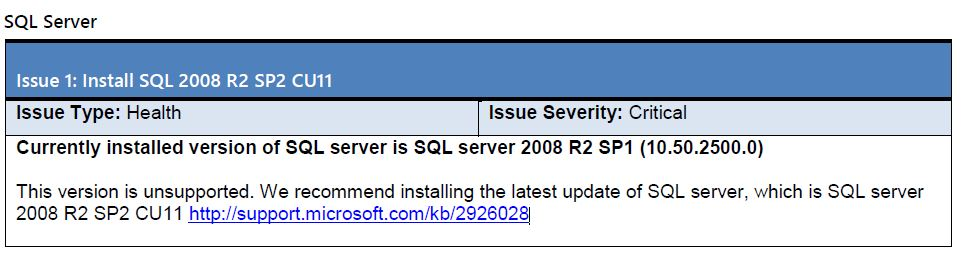 SQL Server
Issue 1: Install SQL 2008 R2 SP2 CU11
Issue Type: Health
Issue Severity: Critical
Currently installed version of SQL server is SQL server 2008 R2 SP1 (10.50.2500.0)
This version is unsupported. We recommend installing the latest update of SQL server, which is SQL server
2008 R2 SP2 CU11 http://support.microsoft.com/kb/2926028